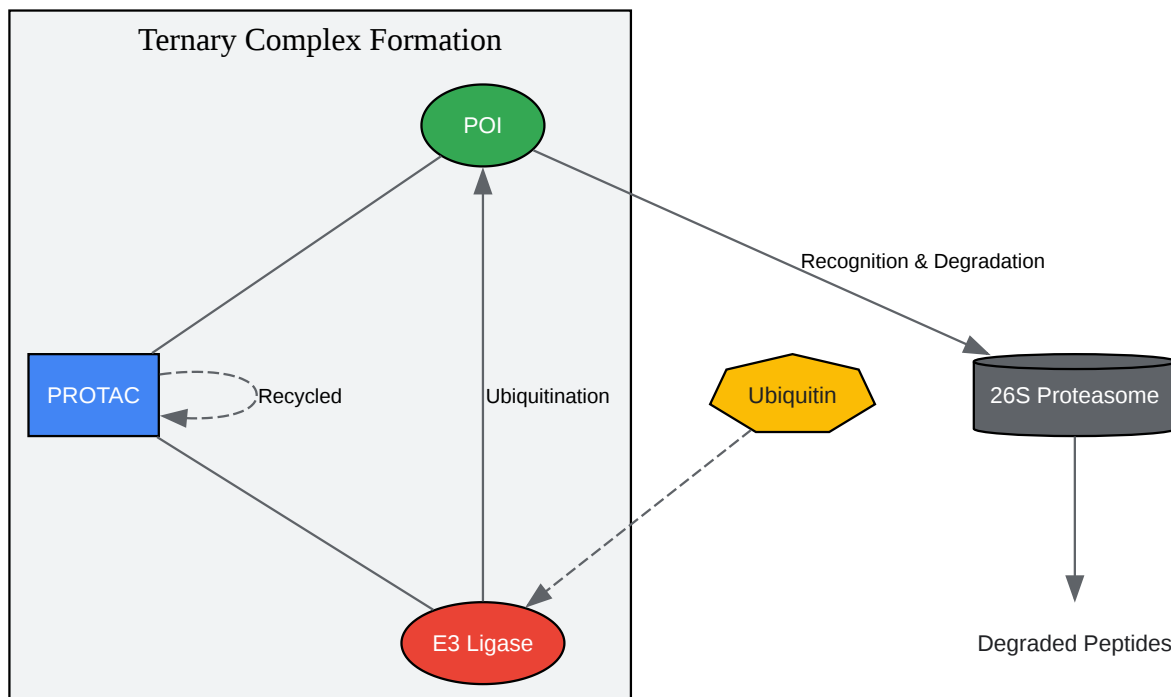 Ternary Complex Formation
POI
Recognition & Degradation
PROTAC
Recycled
Ubiquitination
Ubiquitin
26S Proteasome
E3 Ligase
Degraded Peptides